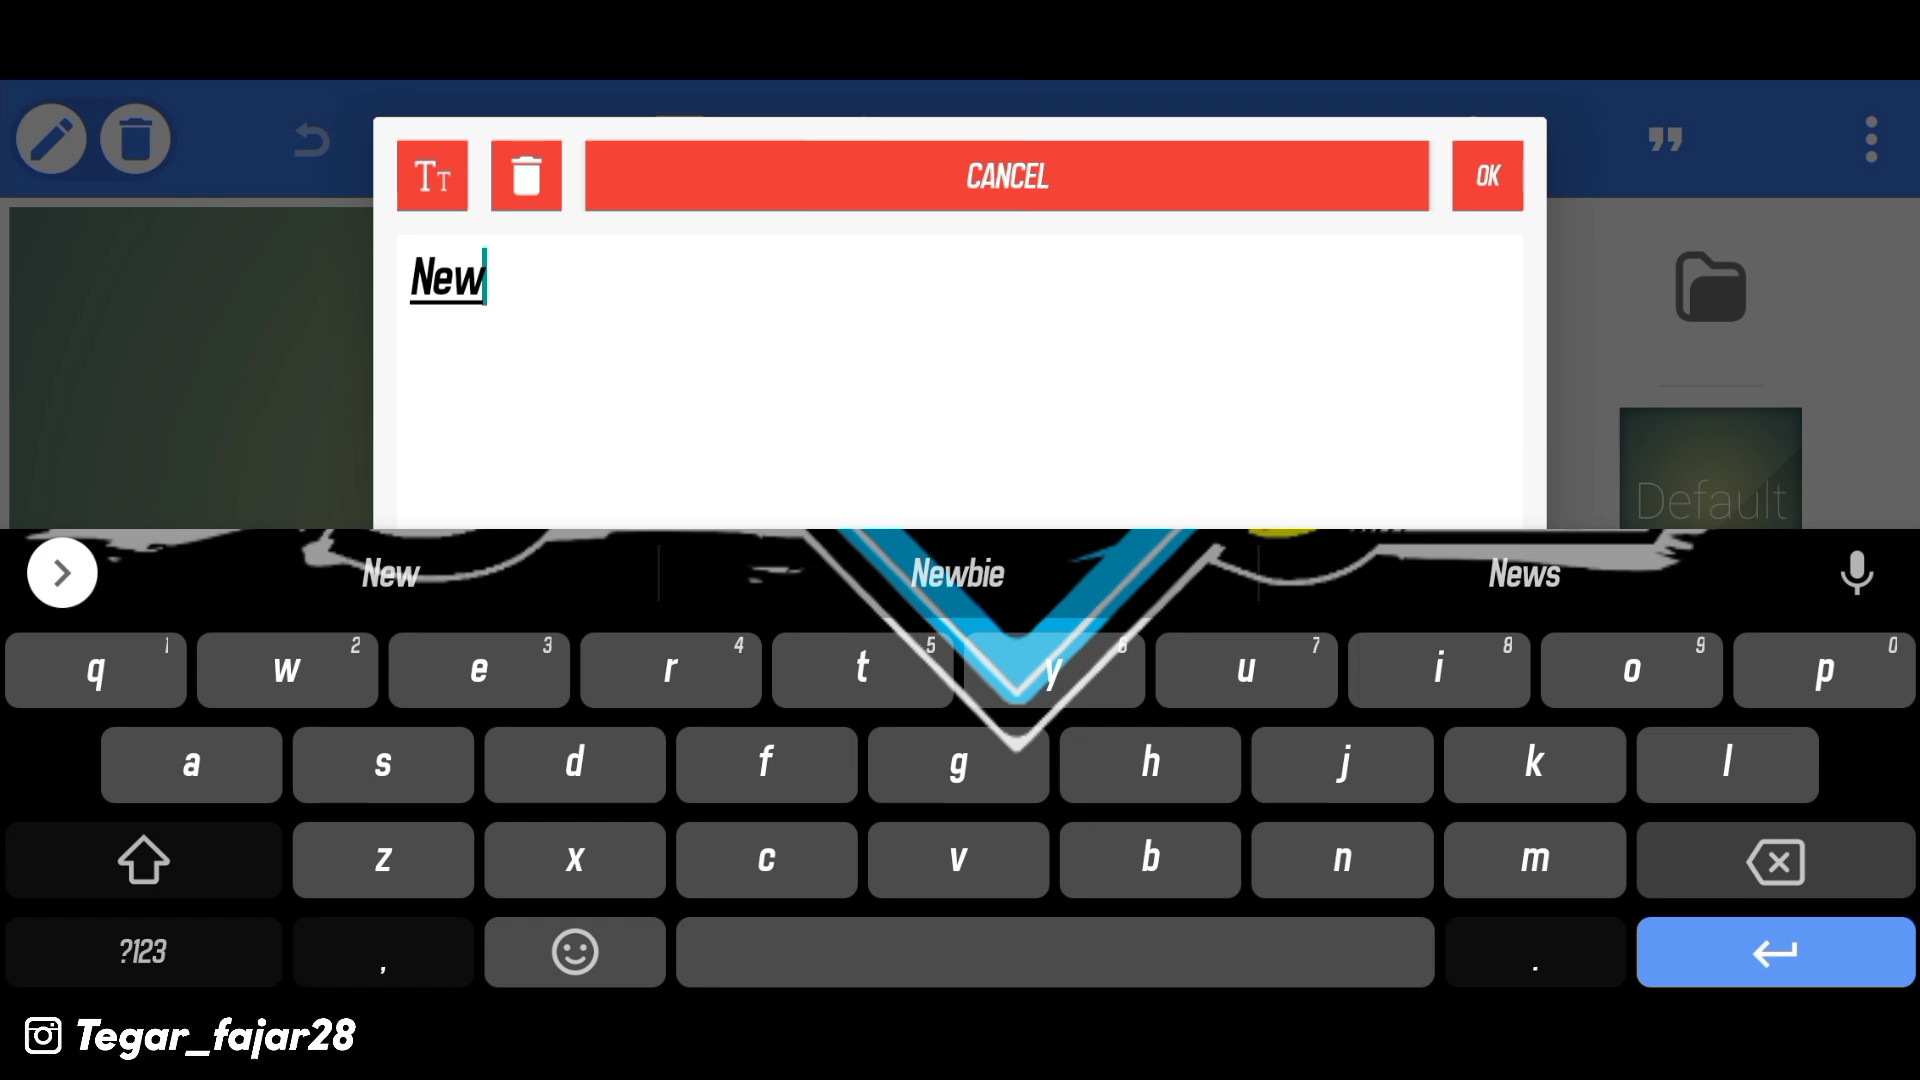 Tт CANCEL OK
New
Default
New Newbie News
q 1 w 2 e 3 r 4 t 5 y 6 u 7 i 8 o 9 p 0
a s d f g h j k l
z x c v b n m
?123 , .
Tegar_fajar28